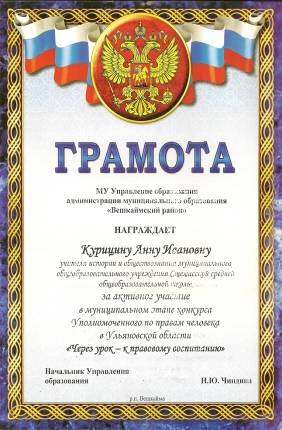 ГРАМОТА
МУ Управление образования
администрации муниципального образования
«Вешкаймский район»
НАГРАЖДАЕТ
Курицину Анну Ивановну
учителя истории и обществознания муниципального
общеобразовательного учреждения средней
общеобразовательной школы
за активное участие
в муниципальном этапе конкурса
Уполномоченного по правам человека
в Ульяновской области
«Через урок – к правовому воспитанию»
Начальник Управления
образования Н.Ю. Чиндина
р.п. Вешкайма